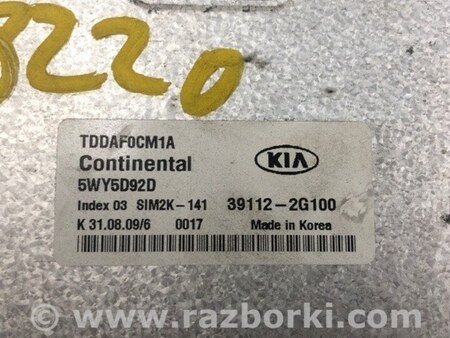 8220
TDDAF0CM1A
Continental
KIA
5WY5D92D
Index 03 SIM2K-141 39112-2G100
K 31.08.09/6 0017 Made in Korea
www.razborki.com